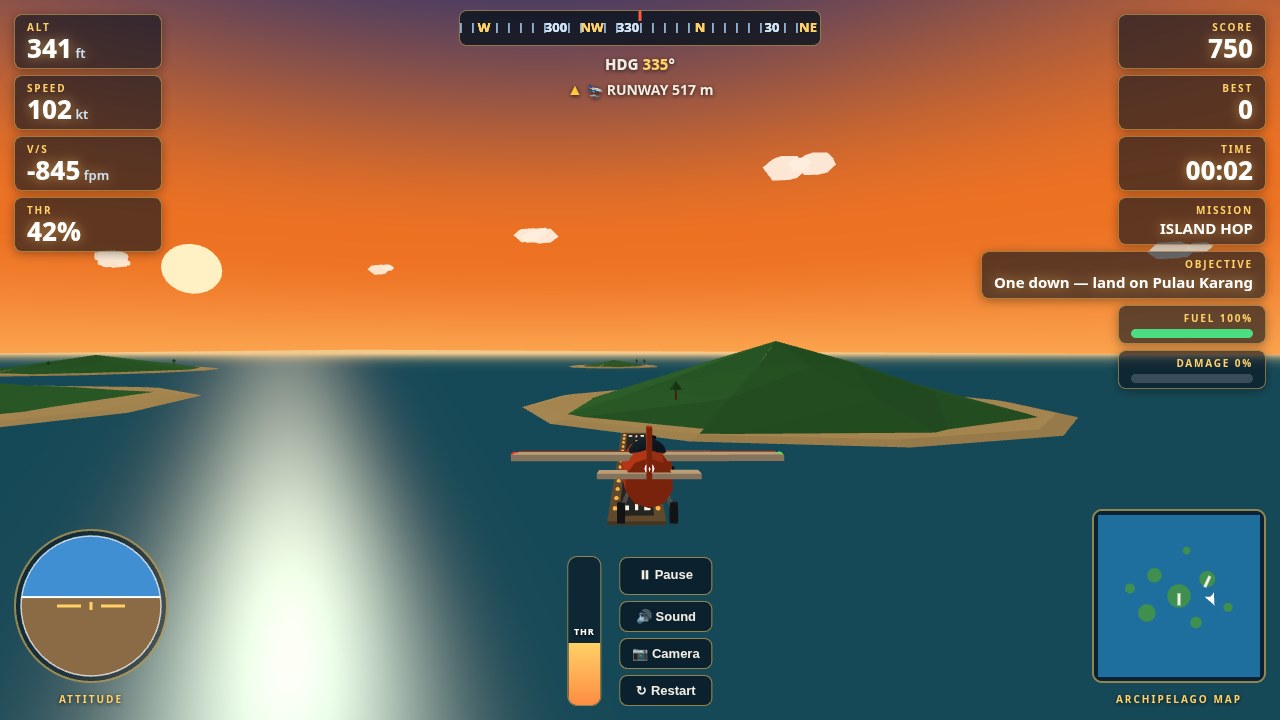 ALT
341 ft
SPEED
102 kt
V/S
-845 fpm
THR
42%
W 300 NW 330 N 30 NE
HDG 335°
RUNWAY 517 m
SCORE
750
BEST
0
TIME
00:02
MISSION
ISLAND HOP
OBJECTIVE
One down — land on Pulau Karang
FUEL 100%
DAMAGE 0%
THR
Pause
Sound
Camera
Restart
ATTITUDE
ARCHIPELAGO MAP